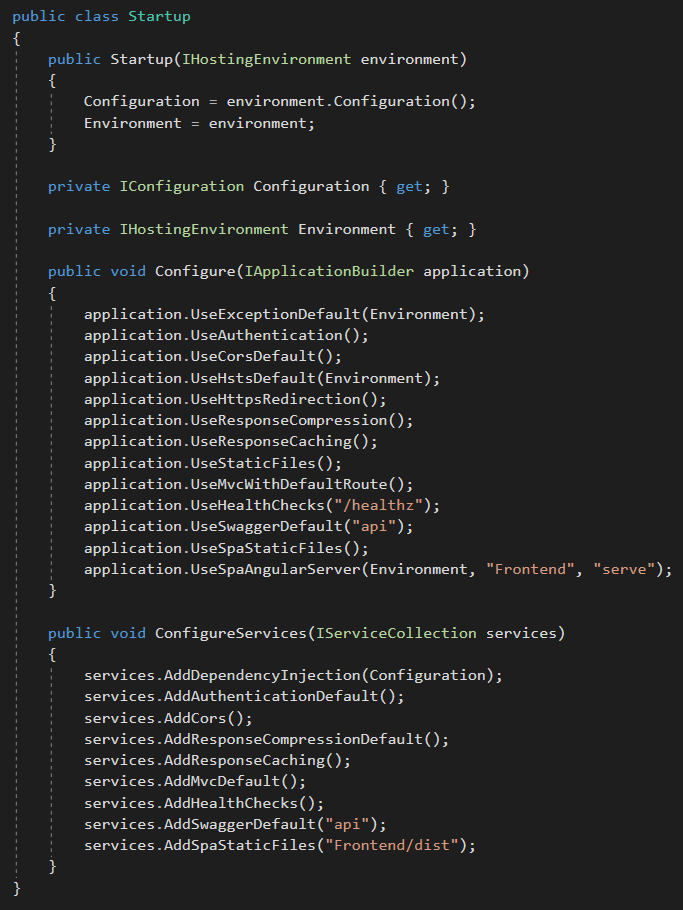 public class Startup
{
    public Startup(IHostingEnvironment environment)
    {
        Configuration = environment.Configuration();
        Environment = environment;
    }

    private IConfiguration Configuration { get; }

    private IHostingEnvironment Environment { get; }

    public void Configure(IApplicationBuilder application)
    {
        application.UseExceptionDefault(Environment);
        application.UseAuthentication();
        application.UseCorsDefault();
        application.UseHstsDefault(Environment);
        application.UseHttpsRedirection();
        application.UseResponseCompression();
        application.UseResponseCaching();
        application.UseStaticFiles();
        application.UseMvcWithDefaultRoute();
        application.UseHealthChecks("/healthz");
        application.UseSwaggerDefault("api");
        application.UseSpaStaticFiles();
        application.UseSpaAngularServer(Environment, "Frontend", "serve");
    }

    public void ConfigureServices(IServiceCollection services)
    {
        services.AddDependencyInjection(Configuration);
        services.AddAuthenticationDefault();
        services.AddCors();
        services.AddResponseCompressionDefault();
        services.AddResponseCaching();
        services.AddMvcDefault();
        services.AddHealthChecks();
        services.AddSwaggerDefault("api");
        services.AddSpaStaticFiles("Frontend/dist");
    }
}